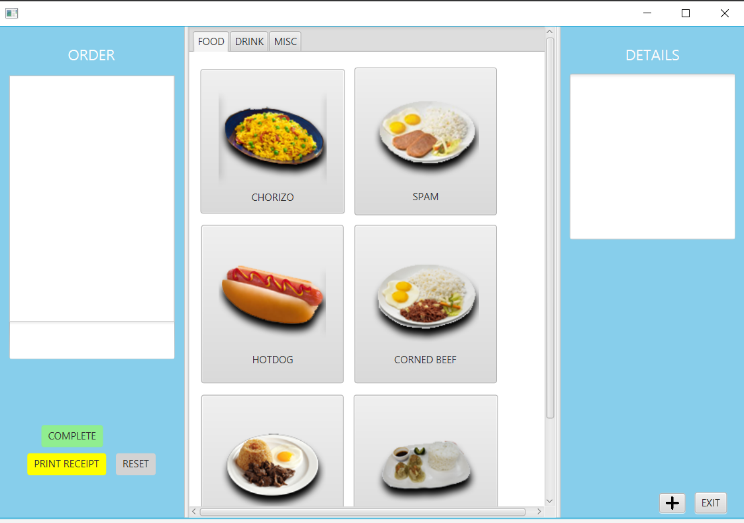 ORDER
FOOD
DRINK
MISC
DETAILS
CHORIZO
SPAM
HOTDOG
CORNED BEEF
COMPLETE
PRINT RECEIPT
RESET
EXIT